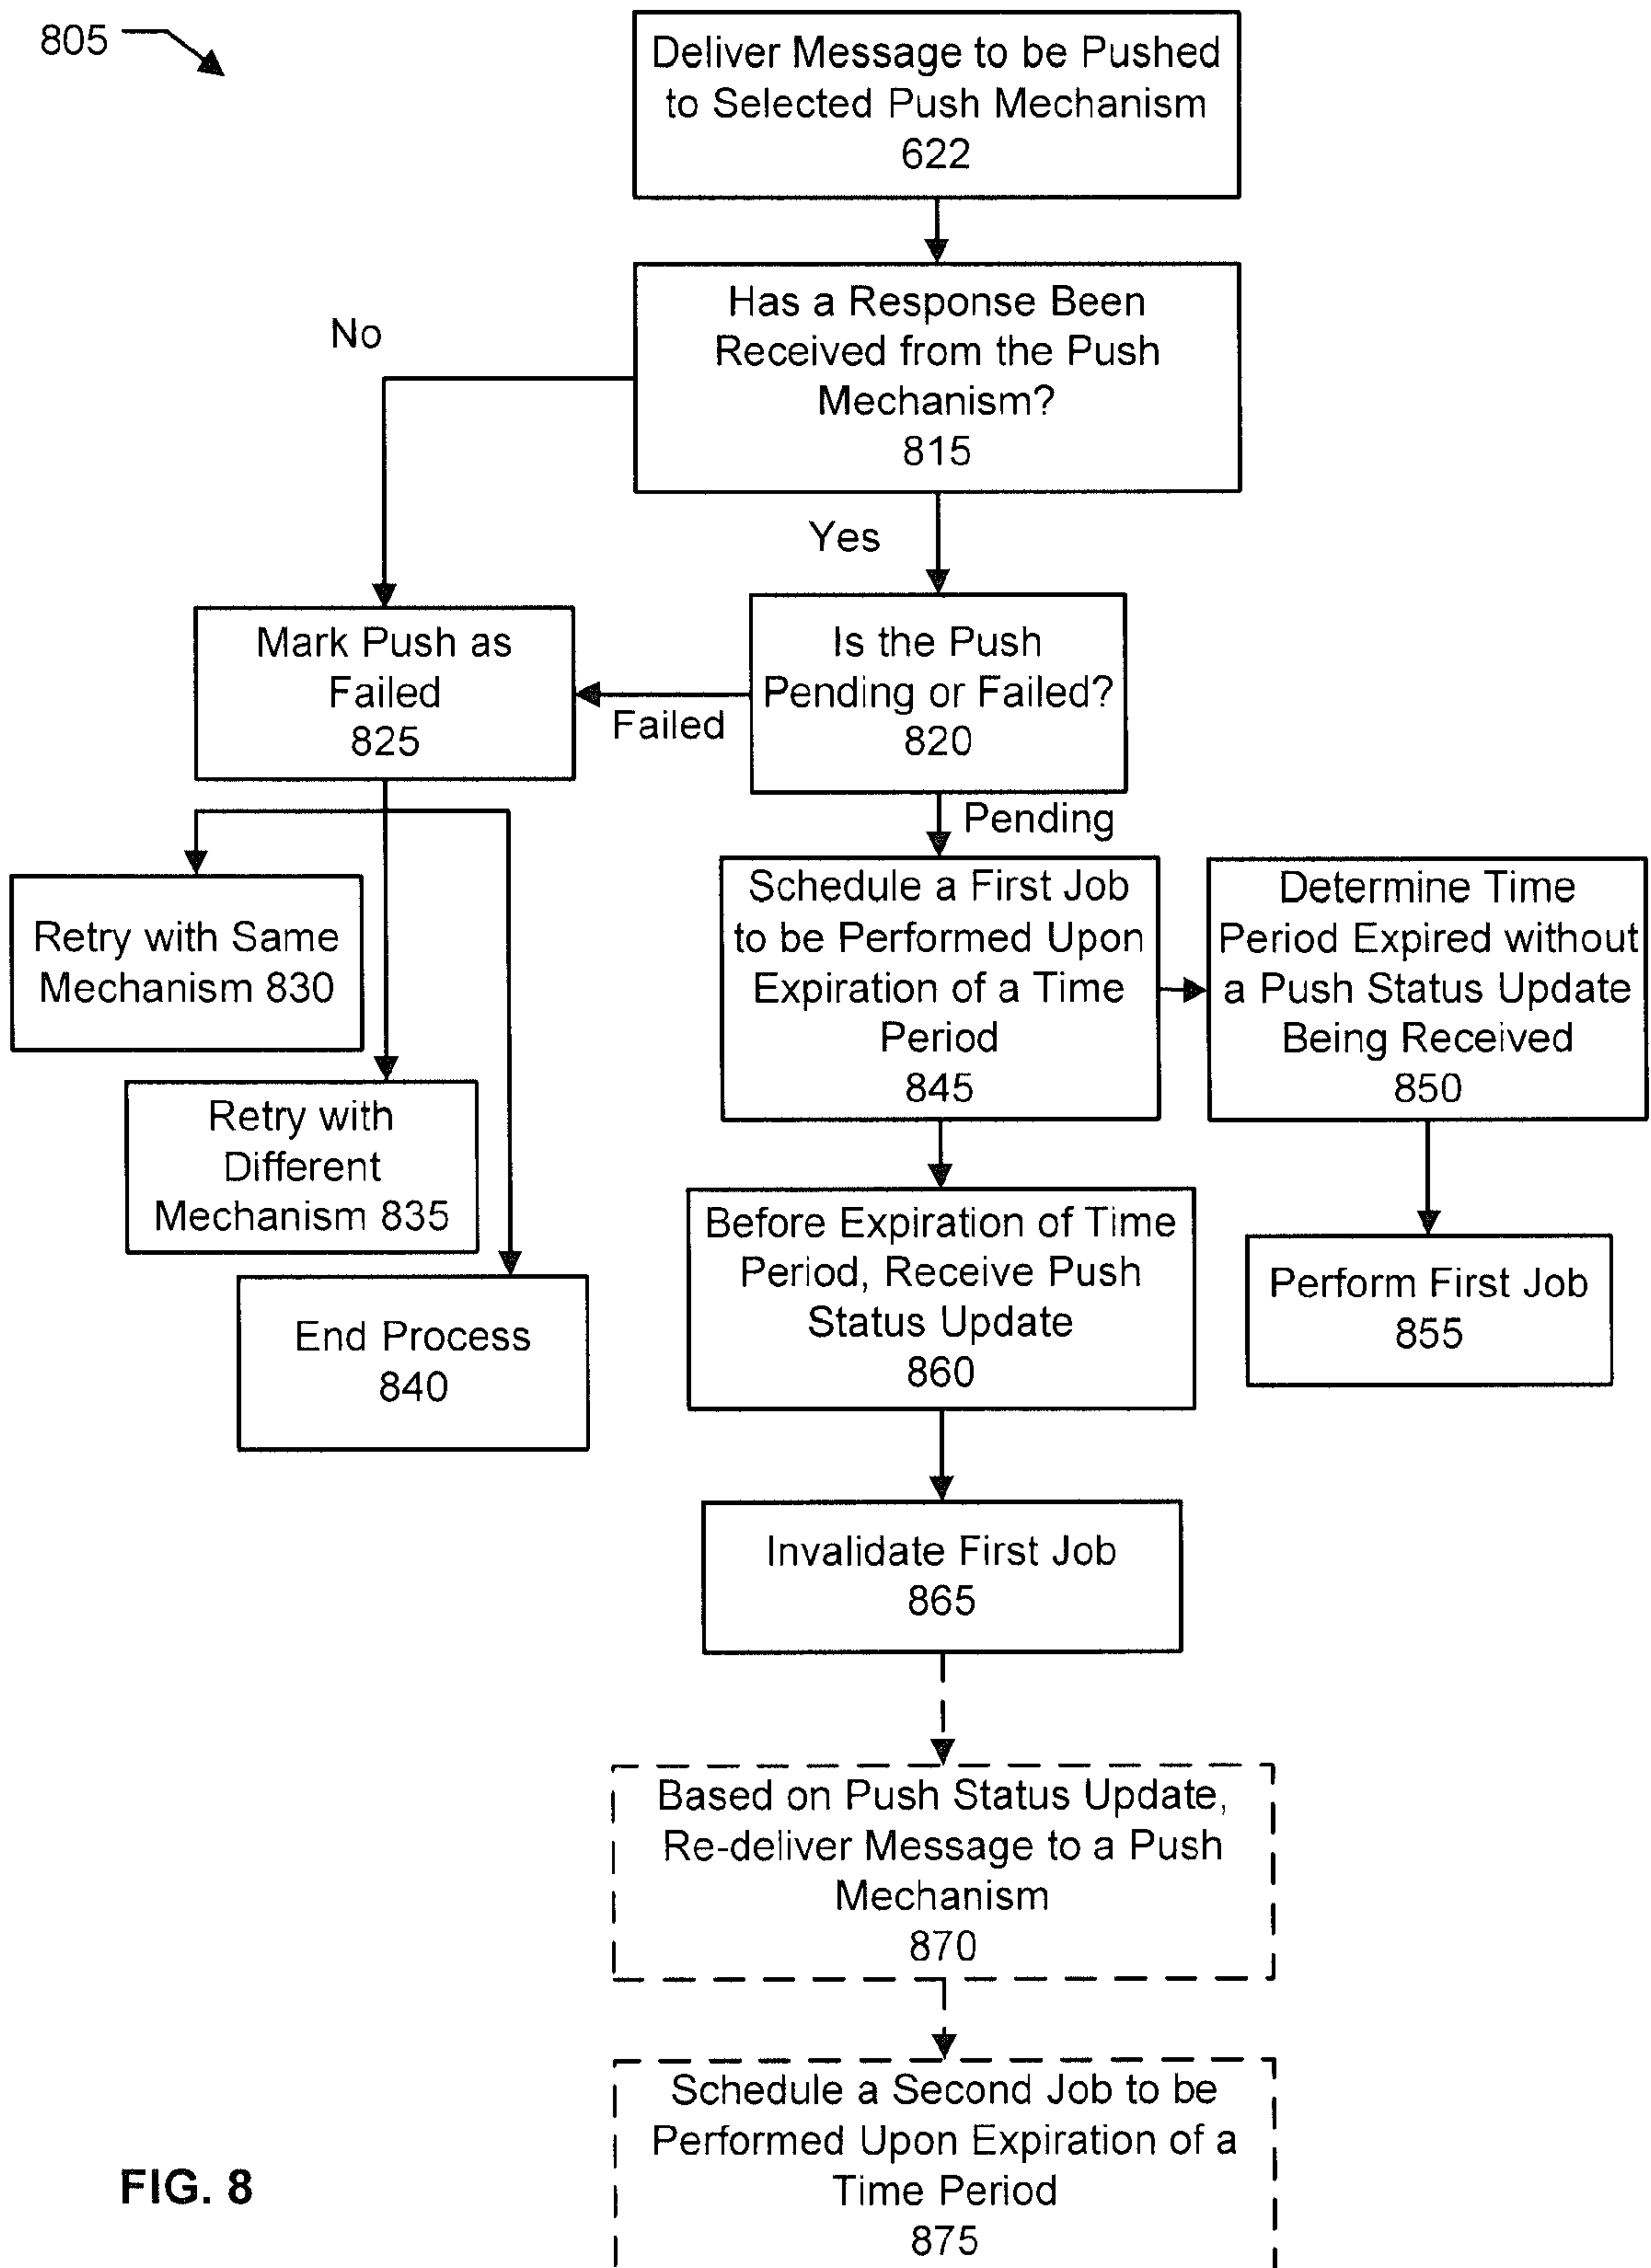 805
Deliver Message to be Pushed
to Selected Push Mechanism
622
Has a Response Been
Received from the Push
Mechanism?
815
No
Yes
Mark Push as
Failed
825
Is the Push
Pending or Failed?
820
Failed
Pending
Retry with Same
Mechanism 830
Retry with
Different
Mechanism 835
End Process
840
Schedule a First Job
to be Performed Upon
Expiration of a Time
Period
845
Determine Time
Period Expired without
a Push Status Update
Being Received
850
Before Expiration of Time
Period, Receive Push
Status Update
860
Perform First Job
855
Invalidate First Job
865
Based on Push Status Update,
Re-deliver Message to a Push
Mechanism
870
Schedule a Second Job to be
Performed Upon Expiration of a
Time Period
875
FIG. 8